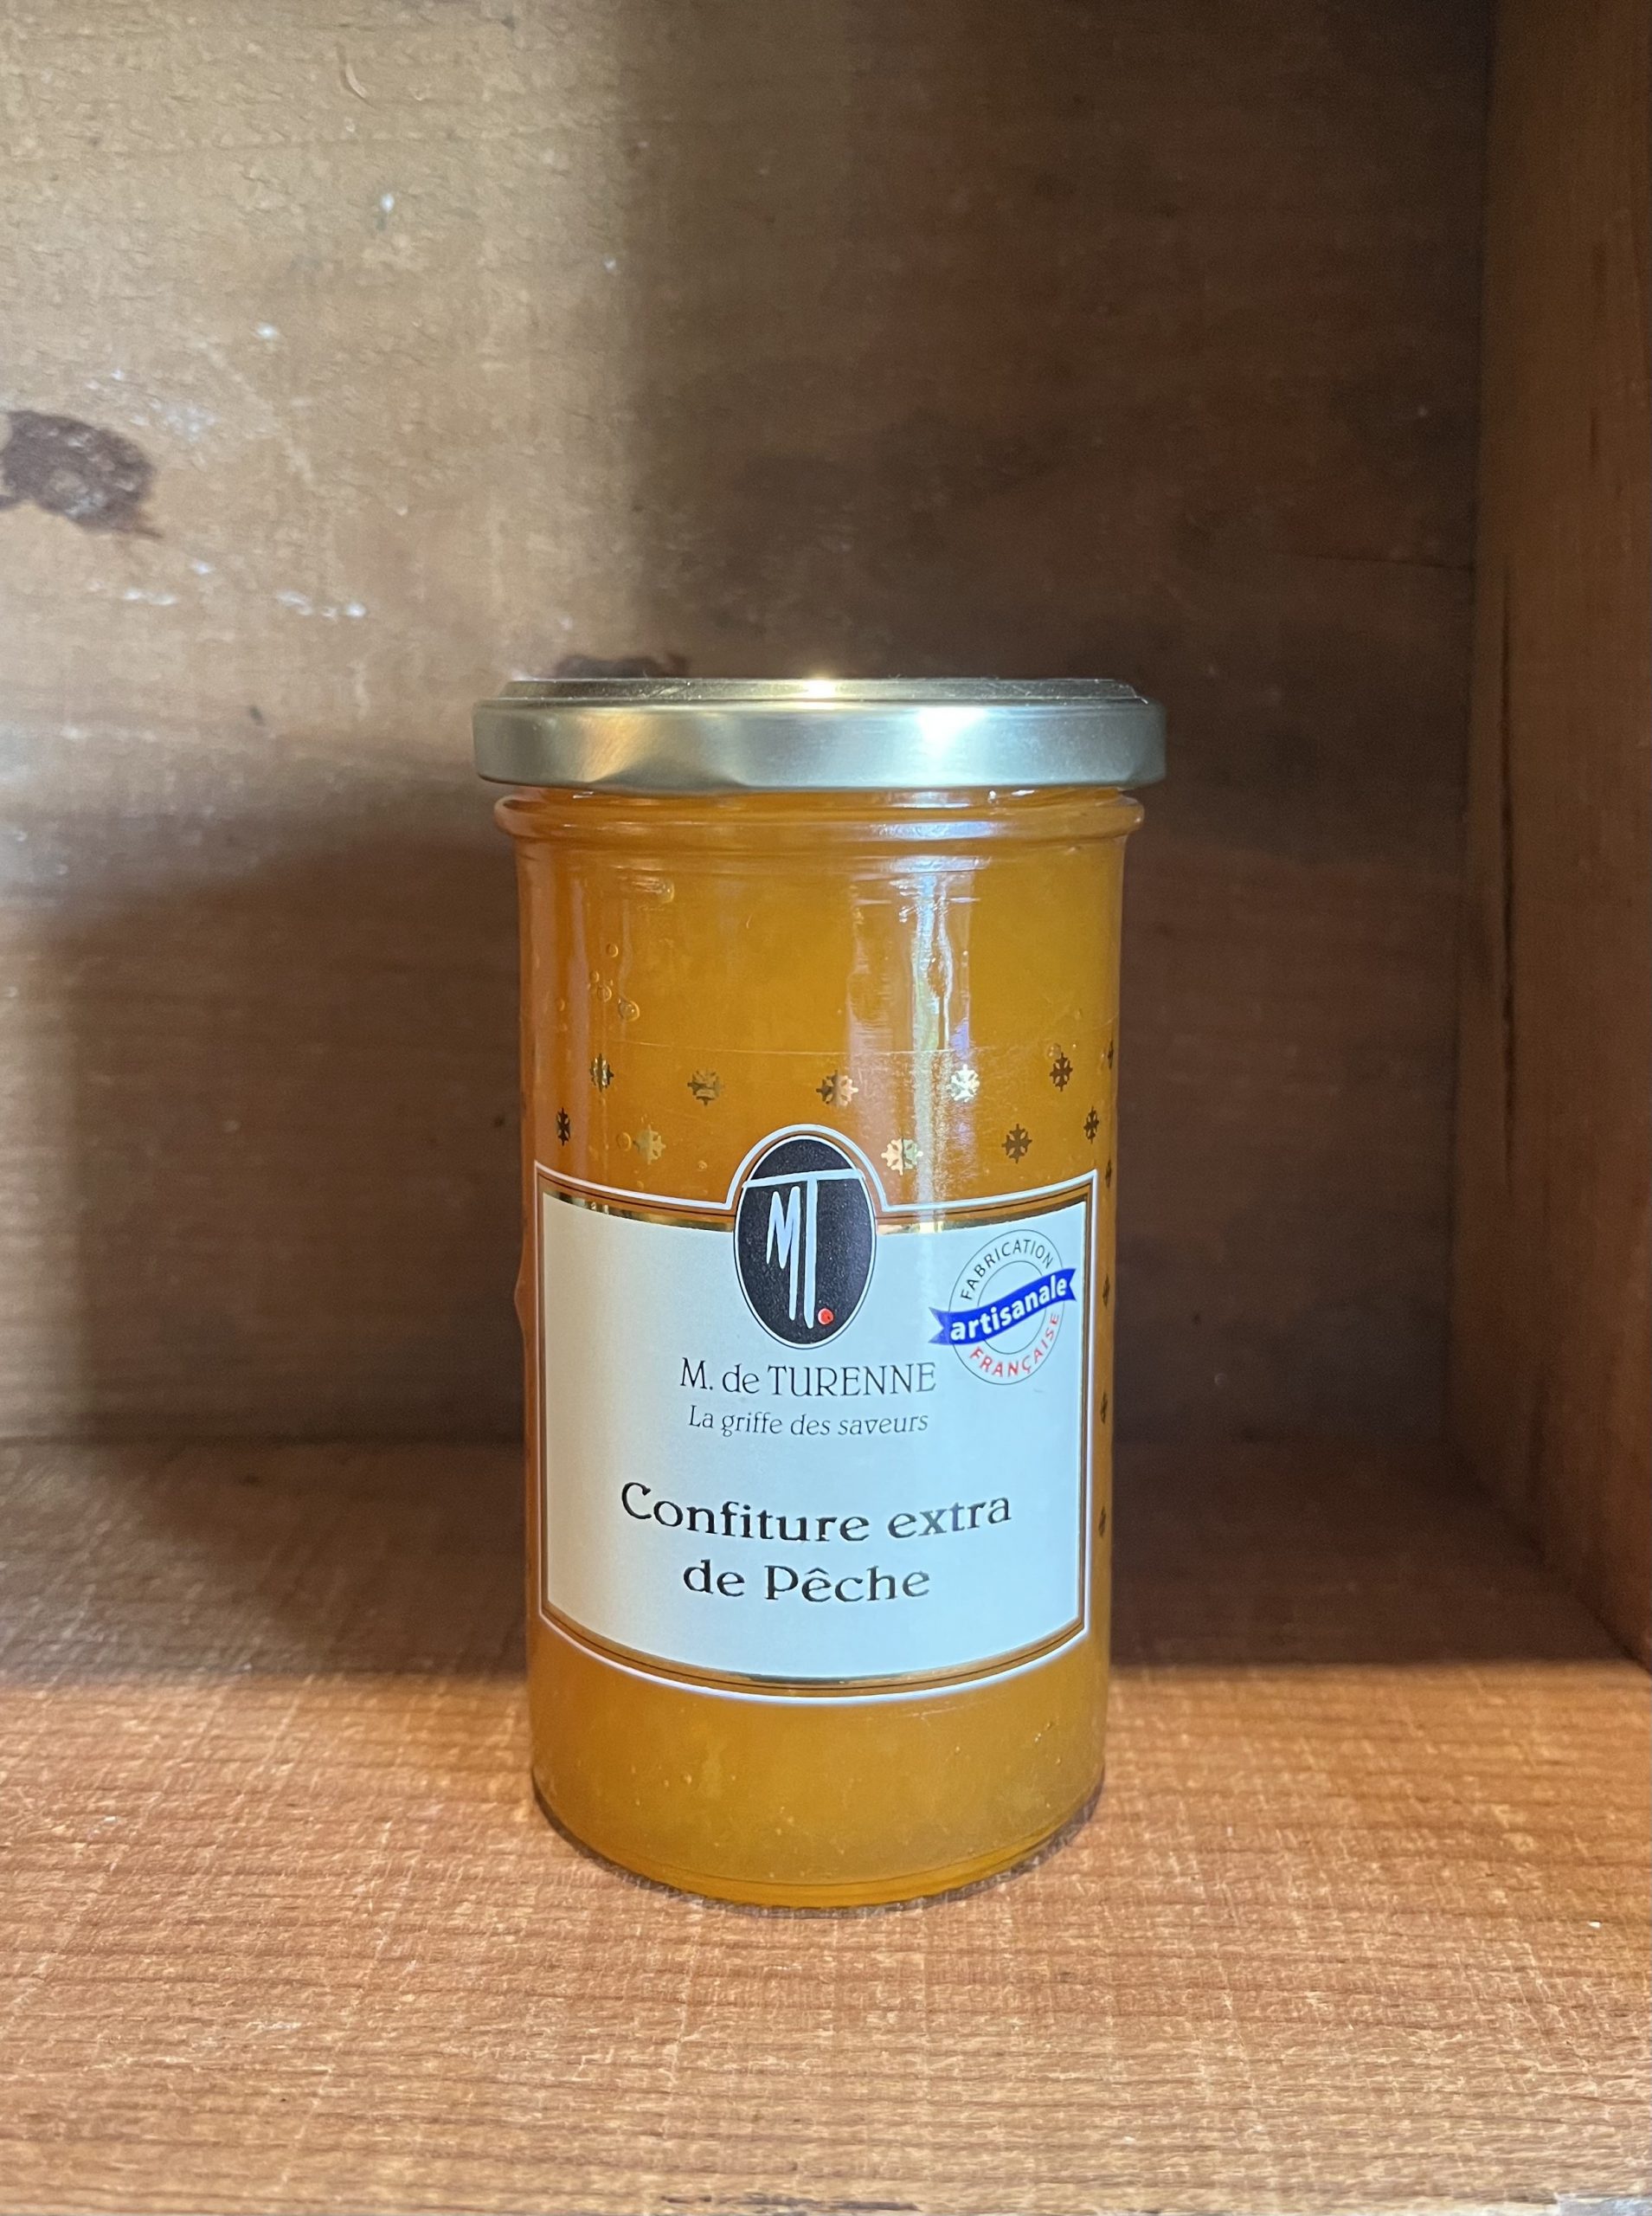 MT.
FABRICATION
artisanale
FRANÇAISE
M. de TURENNE
La griffe des saveurs
Confiture extra
de Pêche